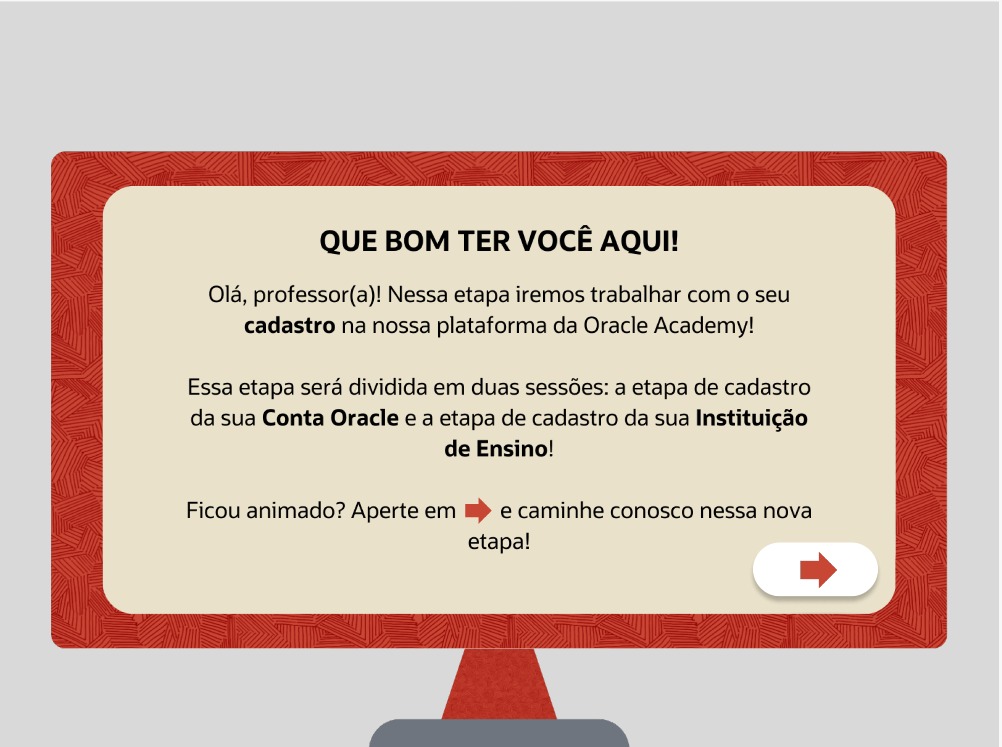 QUE BOM TER VOCÊ AQUI!
Olá, professor(a)! Nessa etapa iremos trabalhar com o seu
cadastro na nossa plataforma da Oracle Academy!
Essa etapa será dividida em duas sessões: a etapa de cadastro
da sua Conta Oracle e a etapa de cadastro da sua Instituição
de Ensino!
Ficou animado? Aperte em e caminhe conosco nessa nova
etapa!